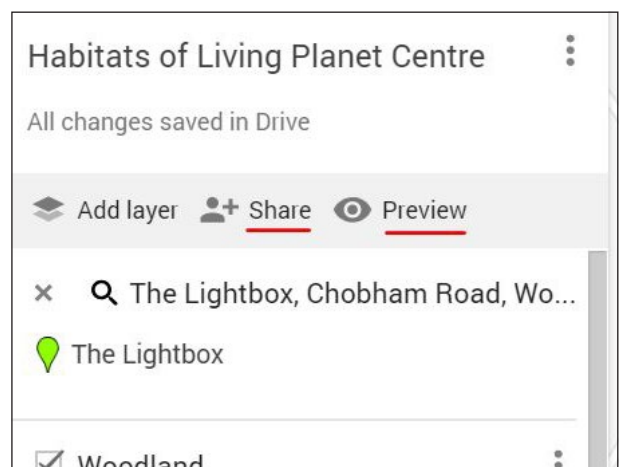 Habitats of Living Planet Centre
All changes saved in Drive
Add layer Share Preview
The Lightbox, Chobham Road, Wo...
The Lightbox
Woodland